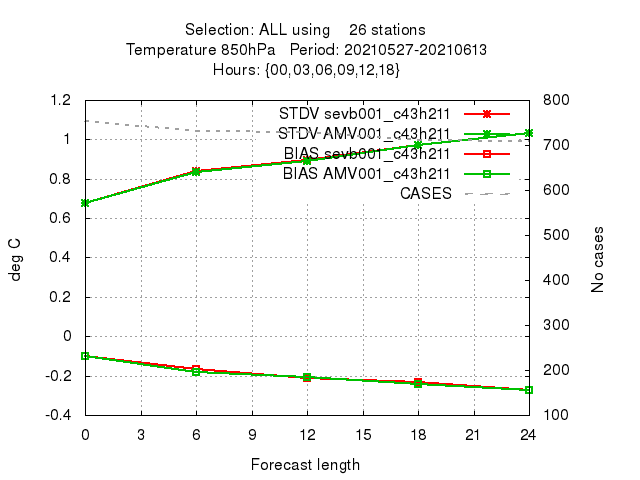 Selection: ALL using 26 stations
Temperature 850hPa Period: 20210527-20210613
Hours: {00,03,06,09,12,18}
STDV sevb001_c43h211
STDV AMV001_c43h211
BIAS sevb001_c43h211
BIAS AMV001_c43h211
CASES
1.2
1
0.8
0.6
0.4
0.2
0
-0.2
-0.4
deg C
800
700
600
500
400
300
200
100
No cases
0 3 6 9 12 15 18 21 24
Forecast length